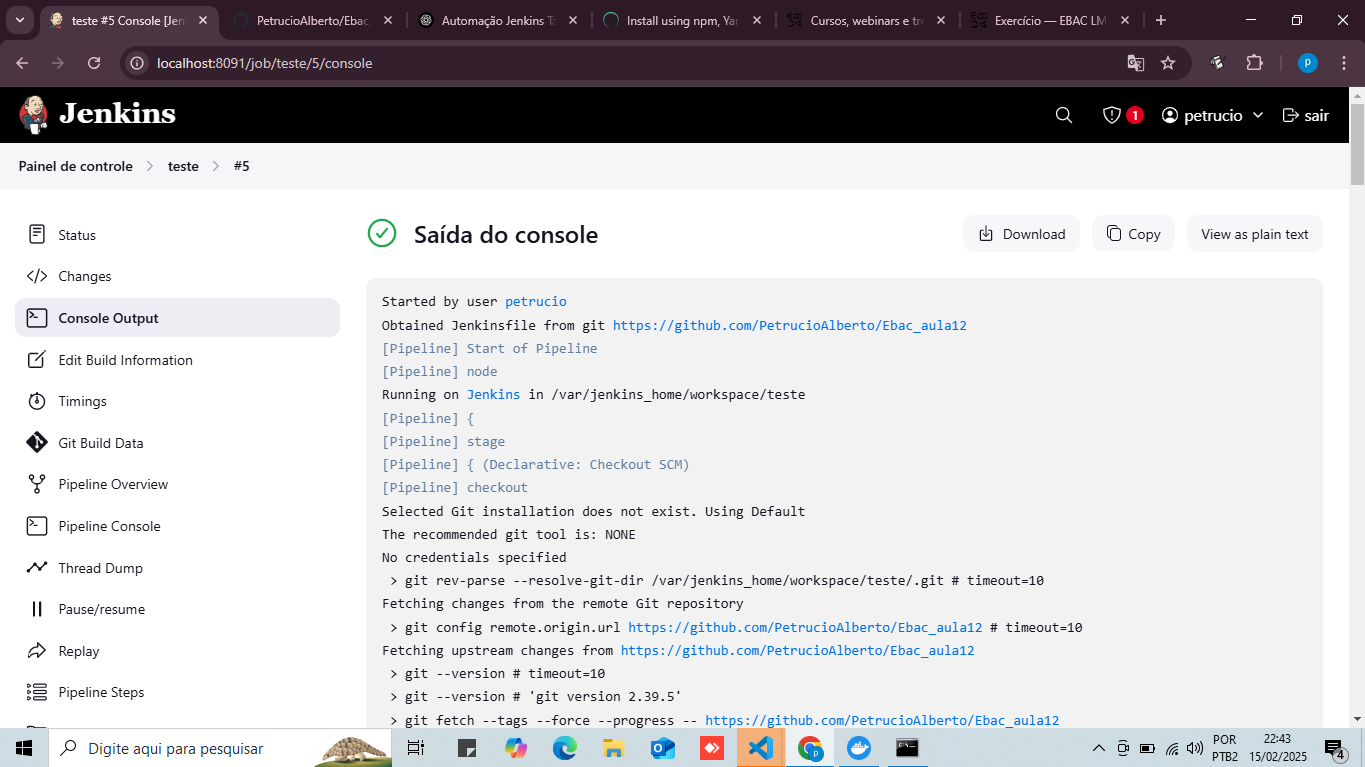 teste #5 Console [Jen
PetrucioAlberto/Ebac_
Automação Jenkins Te
Install using npm, Yar
Cursos, webinars e tre
Exercício — EBAC LM
localhost:8091/job/teste/5/console
p
Jenkins
1
petrucio
sair
Painel de controle
teste
#5
Status
Changes
Console Output
Edit Build Information
Timings
Git Build Data
Pipeline Overview
Pipeline Console
Thread Dump
Pause/resume
Replay
Pipeline Steps
Saída do console
Download
Copy
View as plain text
Started by user petrucio
Obtained Jenkinsfile from git https://github.com/PetrucioAlberto/Ebac_aula12
[Pipeline] Start of Pipeline
[Pipeline] node
Running on Jenkins in /var/jenkins_home/workspace/teste
[Pipeline] {
[Pipeline] stage
[Pipeline] { (Declarative: Checkout SCM)
[Pipeline] checkout
Selected Git installation does not exist. Using Default
The recommended git tool is: NONE
No credentials specified
> git rev-parse --resolve-git-dir /var/jenkins_home/workspace/teste/.git # timeout=10
Fetching changes from the remote Git repository
> git config remote.origin.url https://github.com/PetrucioAlberto/Ebac_aula12 # timeout=10
Fetching upstream changes from https://github.com/PetrucioAlberto/Ebac_aula12
> git --version # timeout=10
> git --version # 'git version 2.39.5'
> git fetch --tags --force --progress -- https://github.com/PetrucioAlberto/Ebac_aula12
Digite aqui para pesquisar
POR
PTB2
22:43
15/02/2025
4